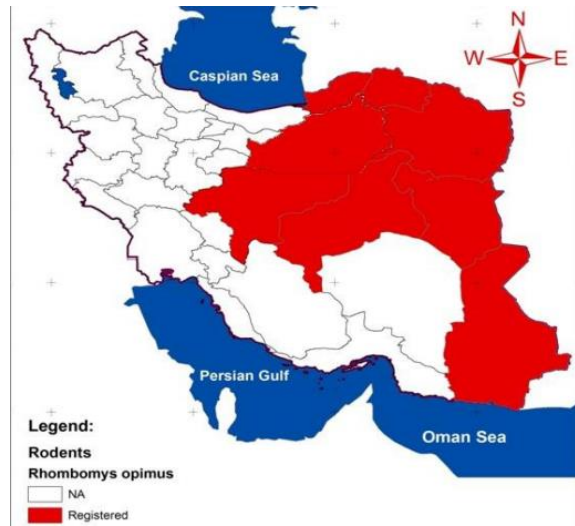 N
W E
S
Caspian Sea
Persian Gulf
Oman Sea
Legend:
Rodents
Rhombomys opimus
NA
Registered